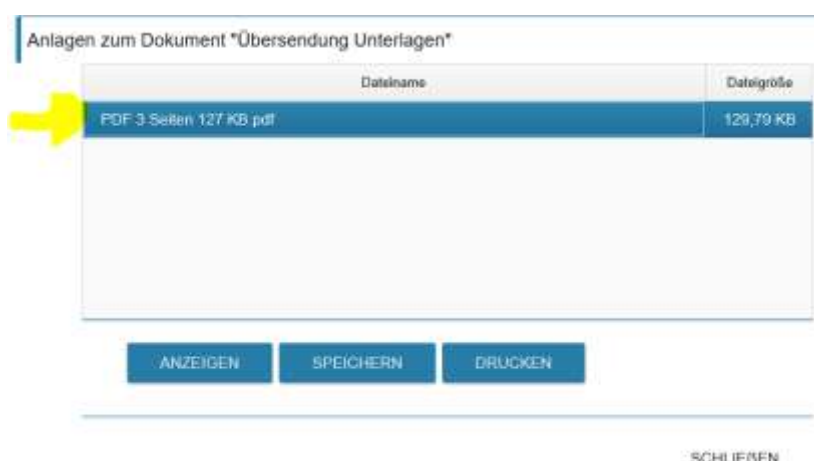 Anlagen zum Dokument "Übersendung Unterlagen"
Dateiname Dateigröße
PDF 3 Seiten 127 KB pdf 129,79 KB
ANZEIGEN SPEICHERN DRUCKEN
SCHLIEẞEN